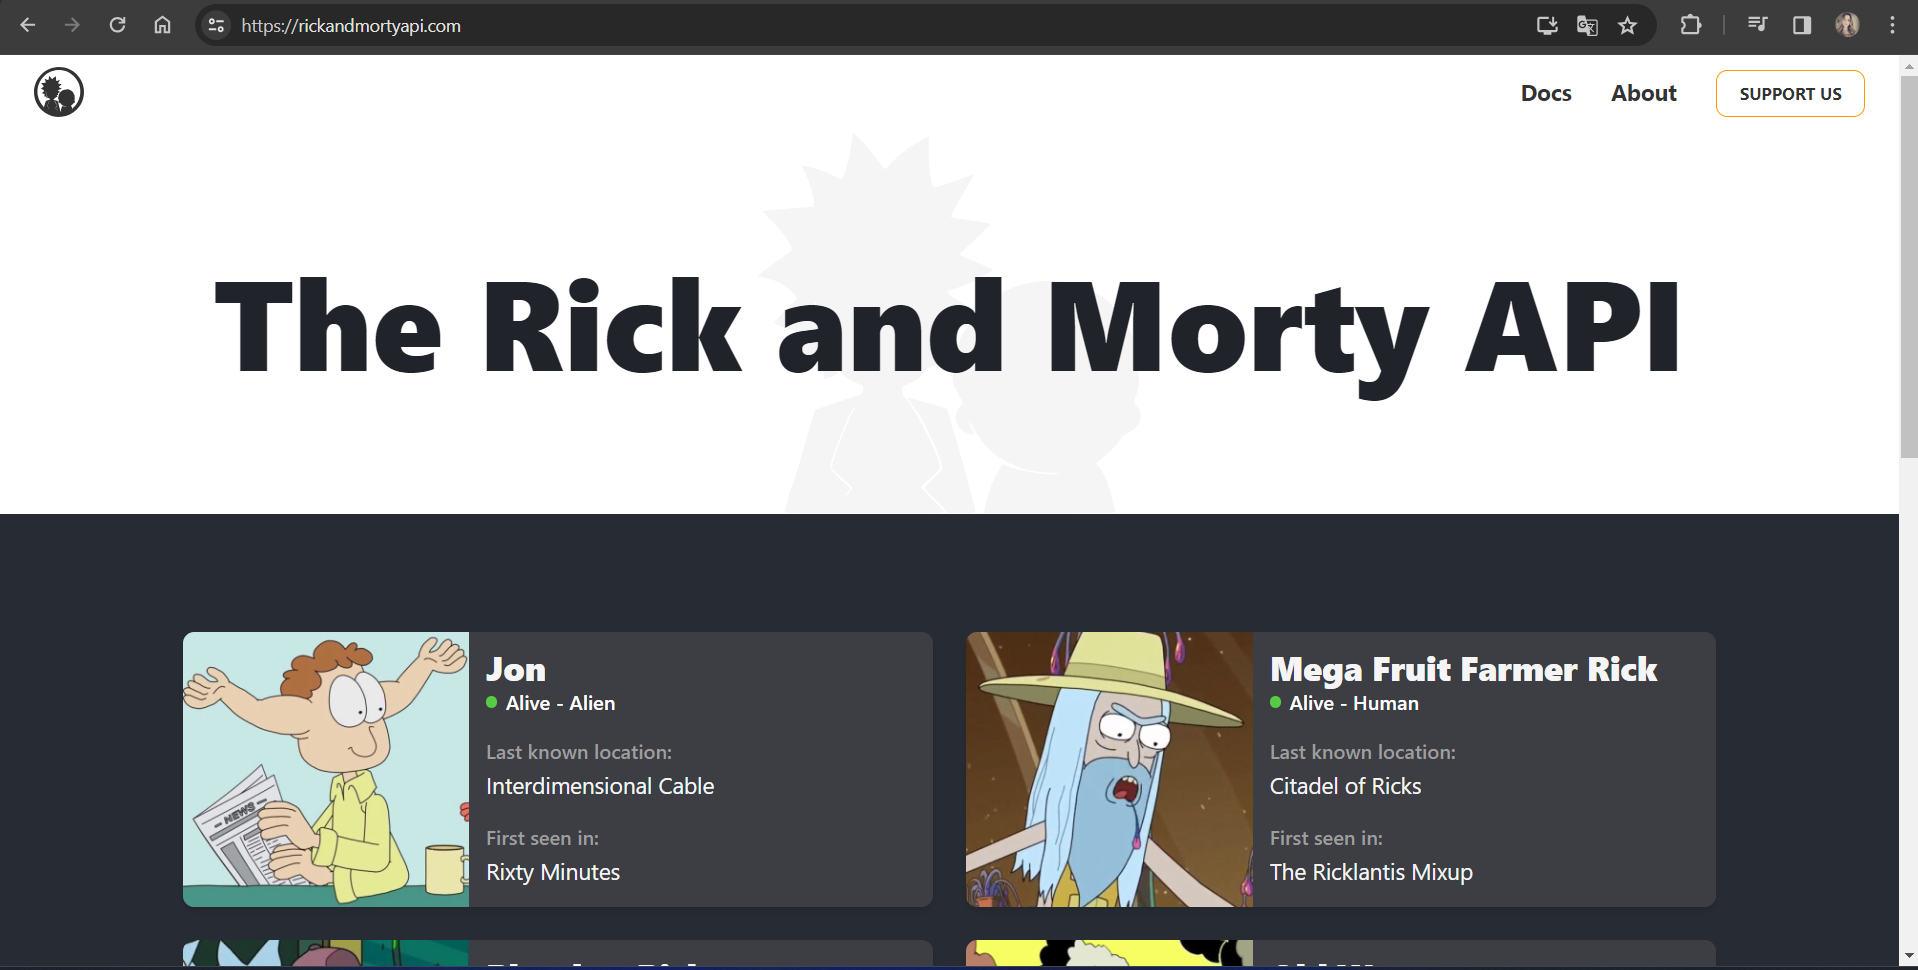 https://rickandmortyapi.com
Docs About SUPPORT US
The Rick and Morty API
Jon
Alive - Alien
Last known location:
Interdimensional Cable
First seen in:
Rixty Minutes
NEWS
Mega Fruit Farmer Rick
Alive - Human
Last known location:
Citadel of Ricks
First seen in:
The Ricklantis Mixup